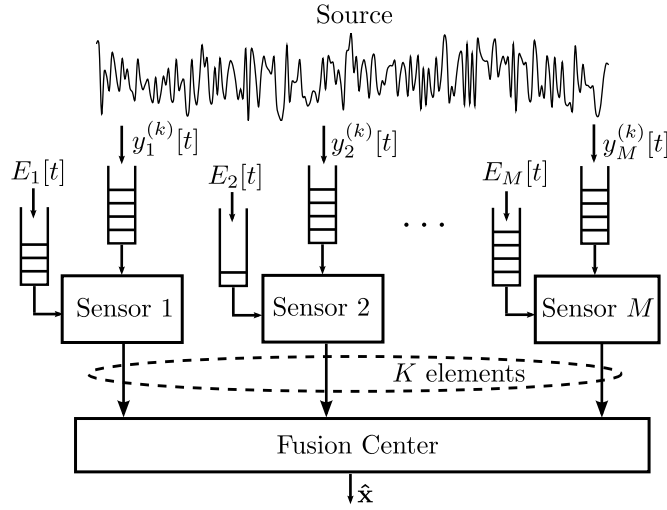 Source
y_1^{(k)}[t]
y_2^{(k)}[t]
y_M^{(k)}[t]
E_1[t]
E_2[t]
E_M[t]
. . .
Sensor 1
Sensor 2
Sensor M
K elements
Fusion Center
x̂